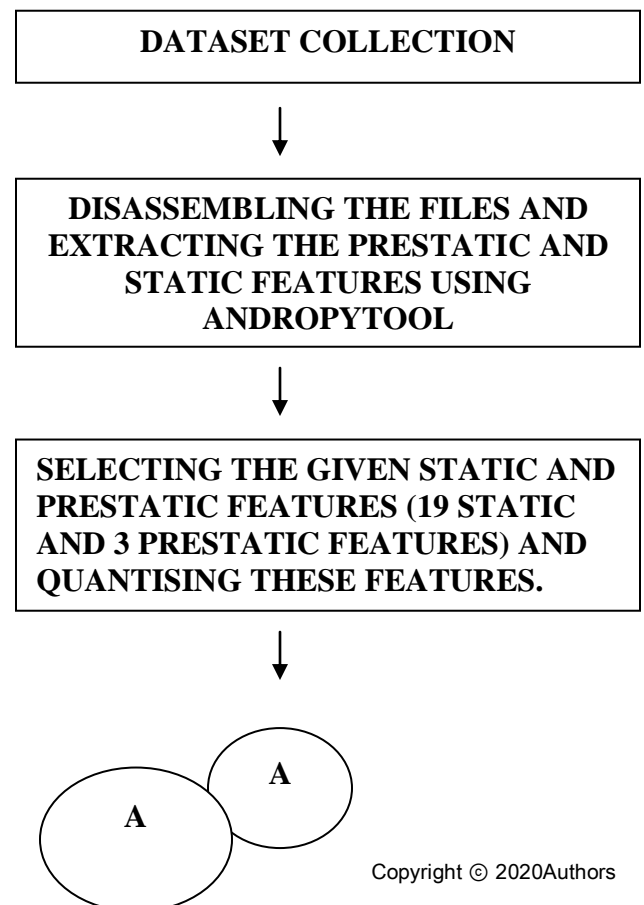 DATASET COLLECTION
DISASSEMBLING THE FILES AND
EXTRACTING THE PRESTATIC AND
STATIC FEATURES USING
ANDROPYTOOL
SELECTING THE GIVEN STATIC AND
PRESTATIC FEATURES (19 STATIC
AND 3 PRESTATIC FEATURES) AND
QUANTISING THESE FEATURES.
A
A
Copyright © 2020Authors